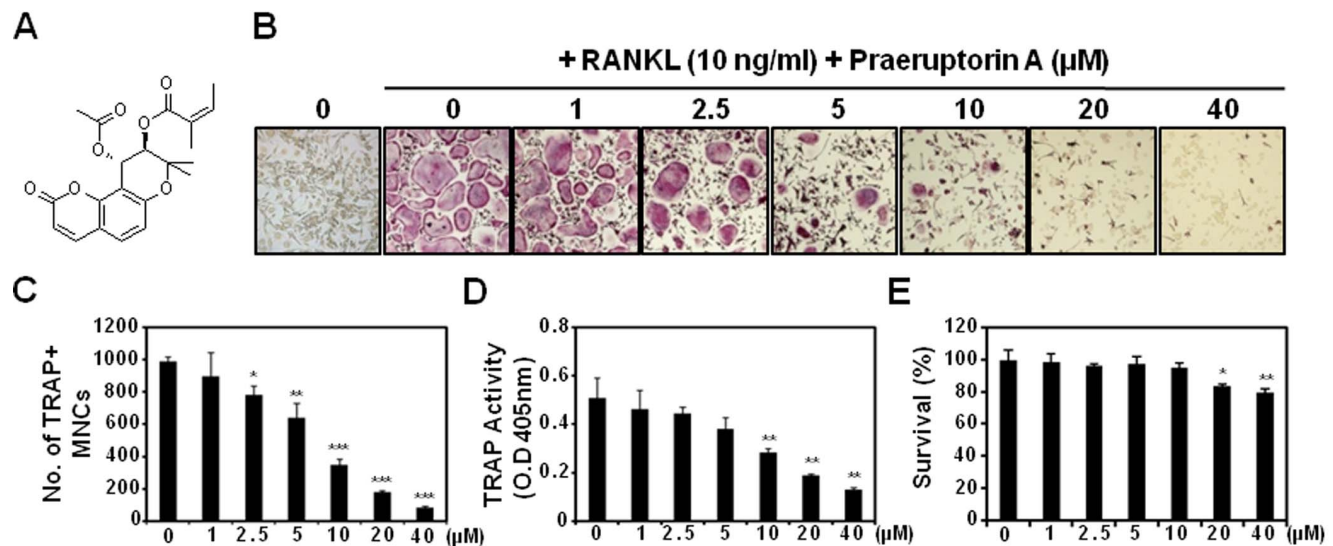 A
O
O
O
O
O
O
O
O
B
+ RANKL (10 ng/ml) + Praeruptorin A (µM)
0 0 1 2.5 5 10 20 40
C
No. of TRAP+
MNCs
1200
1000
800
600
400
200
0
* ** *** *** ***
0 1 2.5 5 10 20 40 (µM)
D
TRAP Activity
(O.D 405nm)
0.8
0.6
0.4
0.2
0
** ** **
0 1 2.5 5 10 20 40 (µM)
E
Survival (%)
120
100
80
60
40
20
0
* **
0 1 2.5 5 10 20 40 (µM)